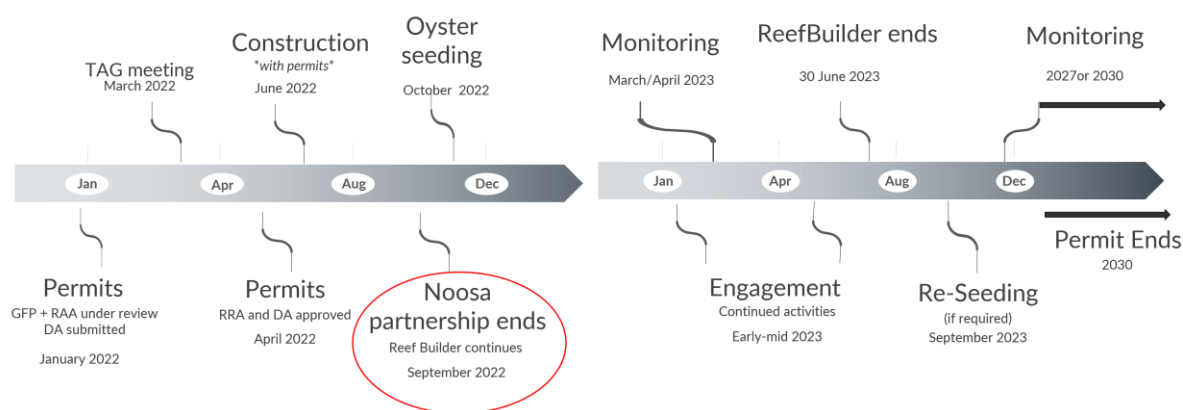 TAG meeting
March 2022
Construction
*with permits*
June 2022
Oyster
seeding
October 2022
Jan
Apr
Aug
Dec
Permits
GFP + RAA under review
DA submitted
January 2022
Permits
RRA and DA approved
April 2022
Noosa
partnership ends
Reef Builder continues
September 2022
Monitoring
March/April 2023
ReefBuilder ends
30 June 2023
Monitoring
2027or 2030
Jan
Apr
Aug
Dec
Engagement
Continued activities
Early-mid 2023
Re-Seeding
(if required)
September 2023
Permit Ends
2030